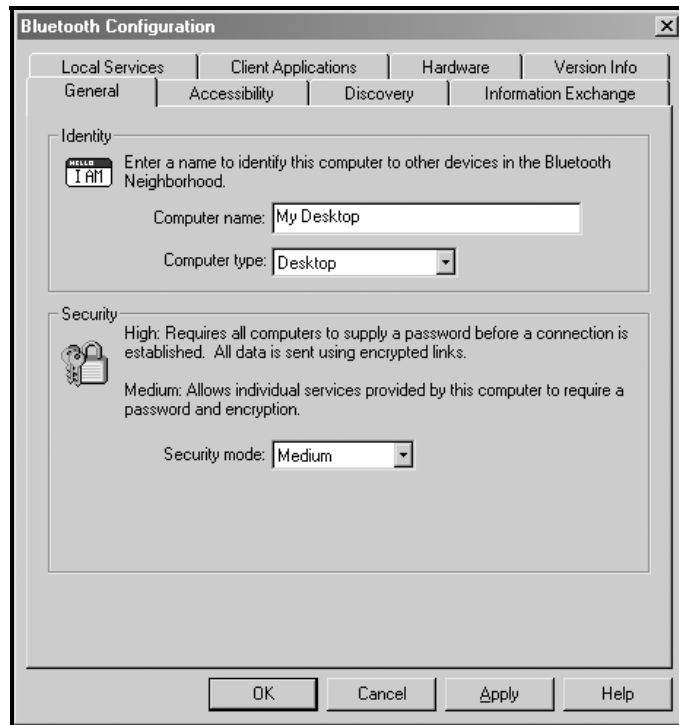 Bluetooth Configuration
Local Services
Client Applications
Hardware
Version Info
General
Accessibility
Discovery
Information Exchange
Identity
HELLO
I AM
Enter a name to identify this computer to other devices in the Bluetooth
Neighborhood.
Computer name: My Desktop
Computer type: Desktop
Security
High: Requires all computers to supply a password before a connection is
established.  All data is sent using encrypted links.
Medium: Allows individual services provided by this computer to require a
password and encryption.
Security mode: Medium
OK
Cancel
Apply
Help